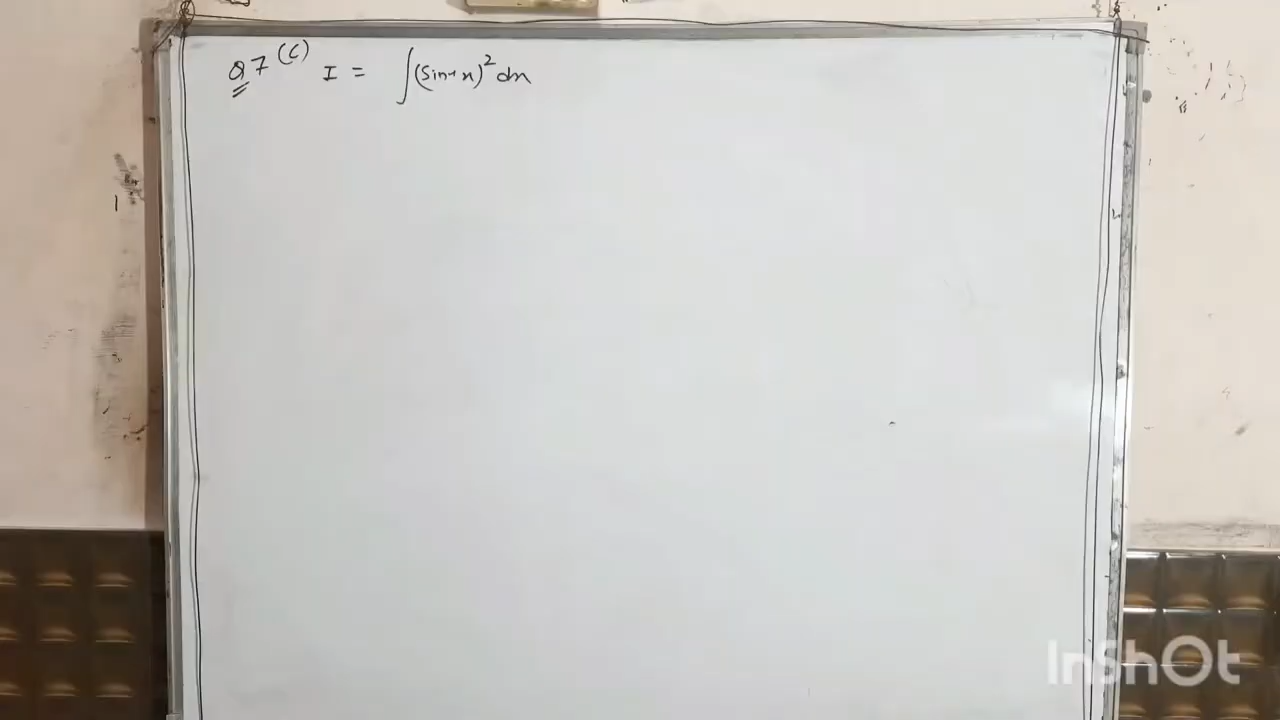 Q7 (c) I = ∫(sin⁻¹x)² dx
InShOt